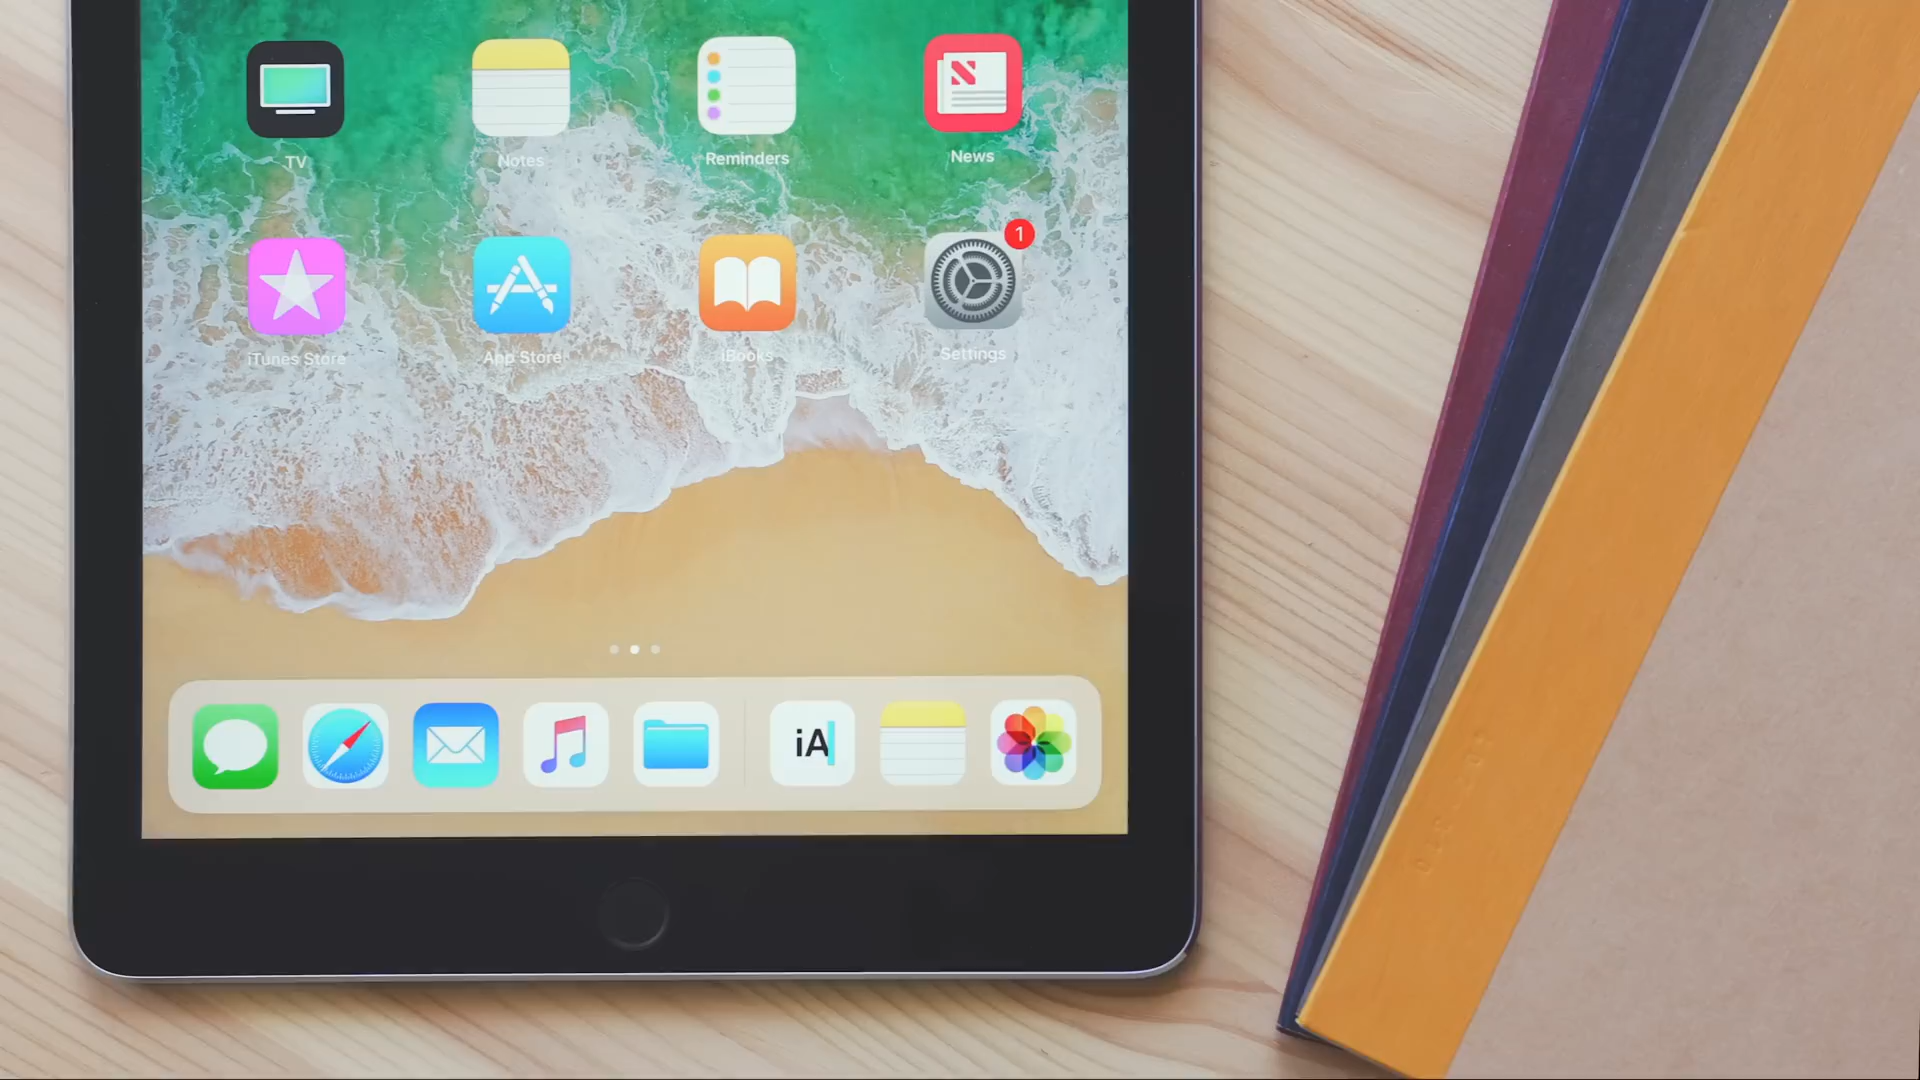 TV
Notes
Reminders
News
1
iTunes Store
App Store
iBooks
Settings
iA